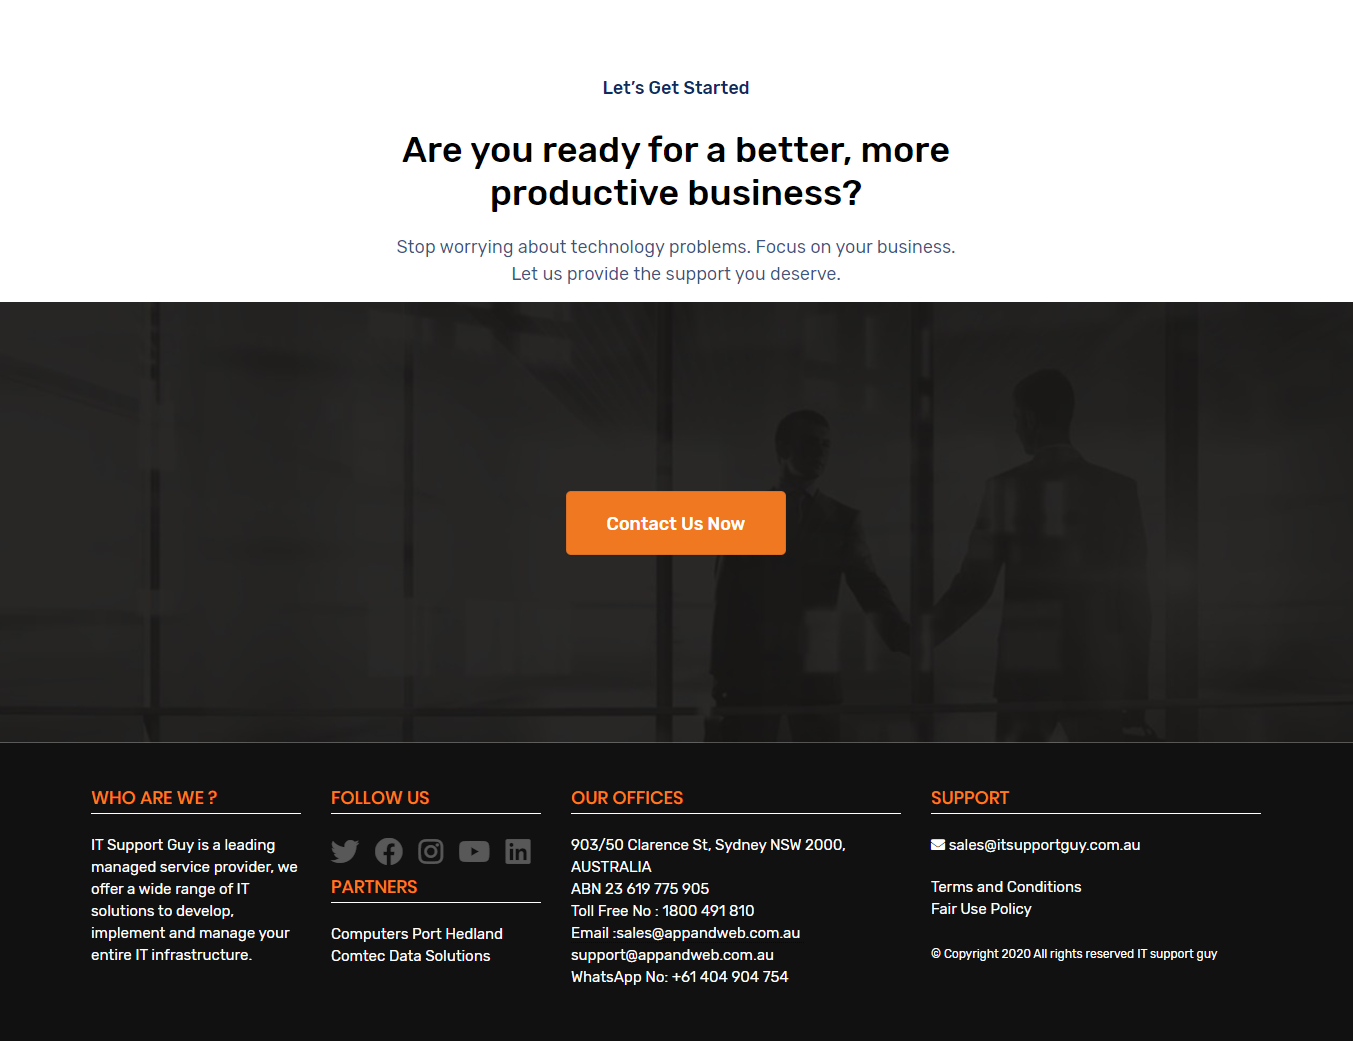 Let’s Get Started
Are you ready for a better, more
productive business?
Stop worrying about technology problems. Focus on your business.
Let us provide the support you deserve.
Contact Us Now
WHO ARE WE ?
IT Support Guy is a leading
managed service provider, we
offer a wide range of IT
solutions to develop,
implement and manage your
entire IT infrastructure.
FOLLOW US
PARTNERS
Computers Port Hedland
Comtec Data Solutions
OUR OFFICES
903/50 Clarence St, Sydney NSW 2000,
AUSTRALIA
ABN 23 619 775 905
Toll Free No : 1800 491 810
Email :sales@appandweb.com.au
support@appandweb.com.au
WhatsApp No: +61 404 904 754
SUPPORT
sales@itsupportguy.com.au
Terms and Conditions
Fair Use Policy
© Copyright 2020 All rights reserved IT support guy